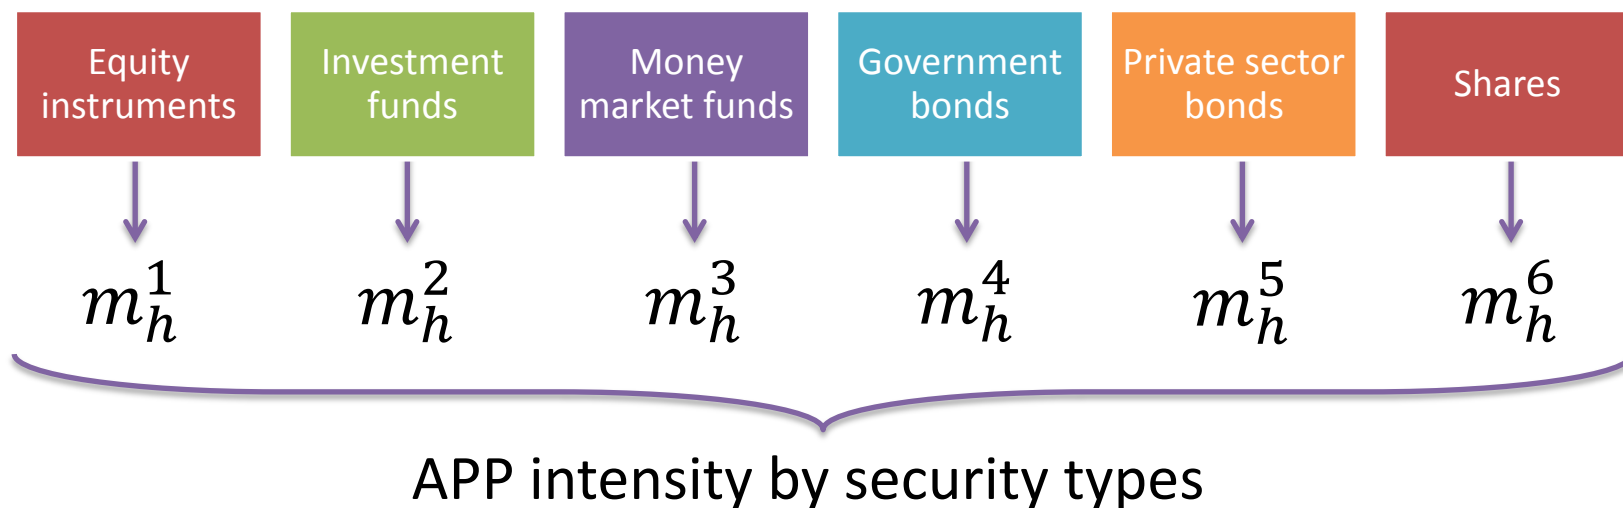 Equity
instruments
Investment
funds
Money
market funds
Government
bonds
Private sector
bonds
Shares
m_h^1
m_h^2
m_h^3
m_h^4
m_h^5
m_h^6
APP intensity by security types